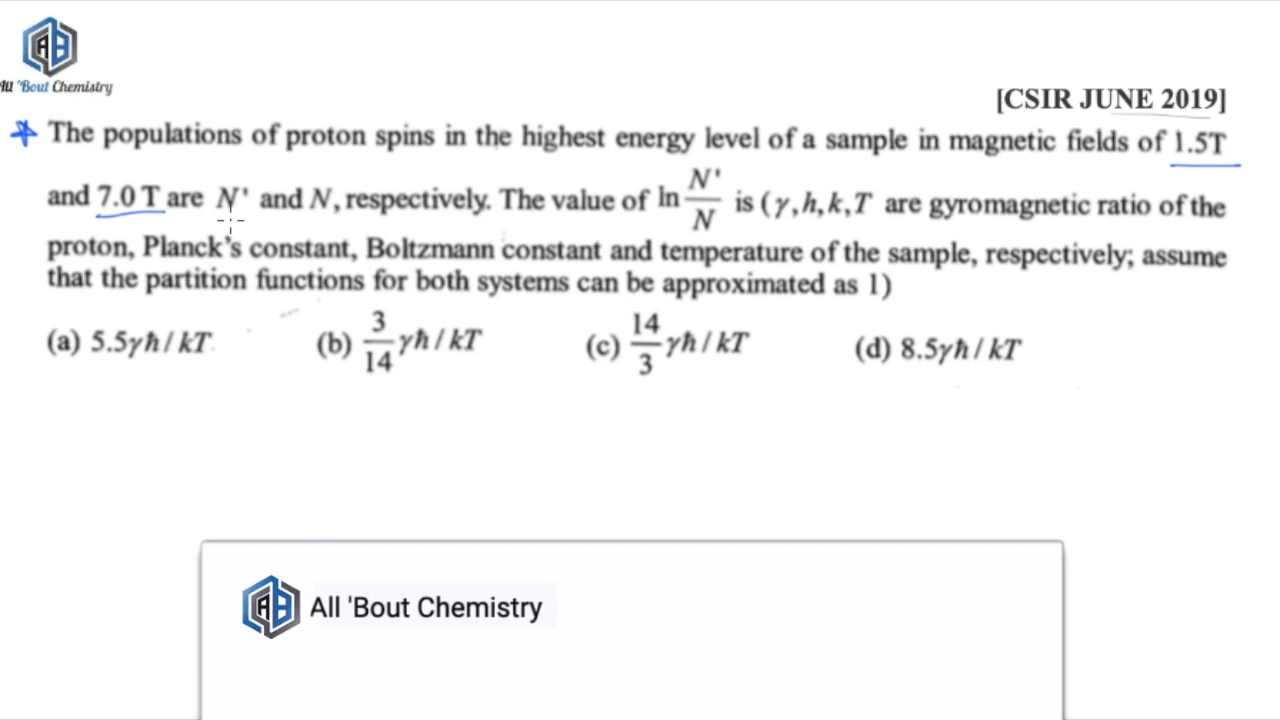 All 'Bout Chemistry
[CSIR JUNE 2019]
The populations of proton spins in the highest energy level of a sample in magnetic fields of 1.5T
and 7.0 T are N' and N, respectively. The value of ln N'/N is (γ, h, k, T are gyromagnetic ratio of the
proton, Planck's constant, Boltzmann constant and temperature of the sample, respectively; assume
that the partition functions for both systems can be approximated as 1)
(a) 5.5γħ / kT (b) 3/14 γħ / kT (c) 14/3 γħ / kT (d) 8.5γħ / kT
All 'Bout Chemistry